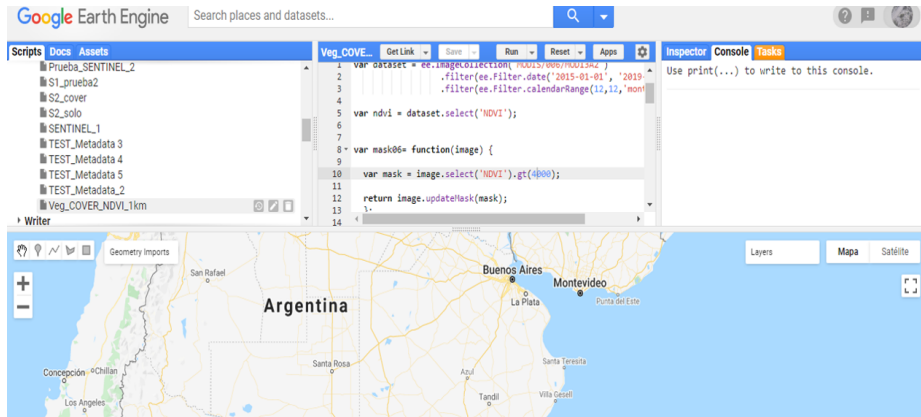 Google Earth Engine
Search places and datasets...
Scripts Docs Assets
Prueba_SENTINEL_2
S1_prueba2
S2_cover
S2_solo
SENTINEL_1
TEST_Metadata 3
TEST_Metadata 4
TEST_Metadata 5
TEST_Metadata_2
Veg_COVER_NDVI_1km
Writer
Veg_COVE... Get Link Save Run Reset Apps
1 var dataset = ee.ImageCollection('MODIS/006/MOD13A2')
2 .filter(ee.Filter.date('2015-01-01', '2019-
3 .filter(ee.Filter.calendarRange(12,12,'mont
4
5 var ndvi = dataset.select('NDVI');
6
7
8 var mask06= function(image) {
9
10 var mask = image.select('NDVI').gt(4000);
11
12 return image.updateMask(mask);
13 };
14
Inspector Console Tasks
Use print(...) to write to this console.
Geometry Imports
Layers
Mapa Satélite
San Rafael
Buenos Aires
Montevideo
La Plata
Punta del Este
Argentina
Santa Rosa
Santa Teresita
Concepción
Chillan
Azul
Los Angeles
Tandil
Villa Gesell